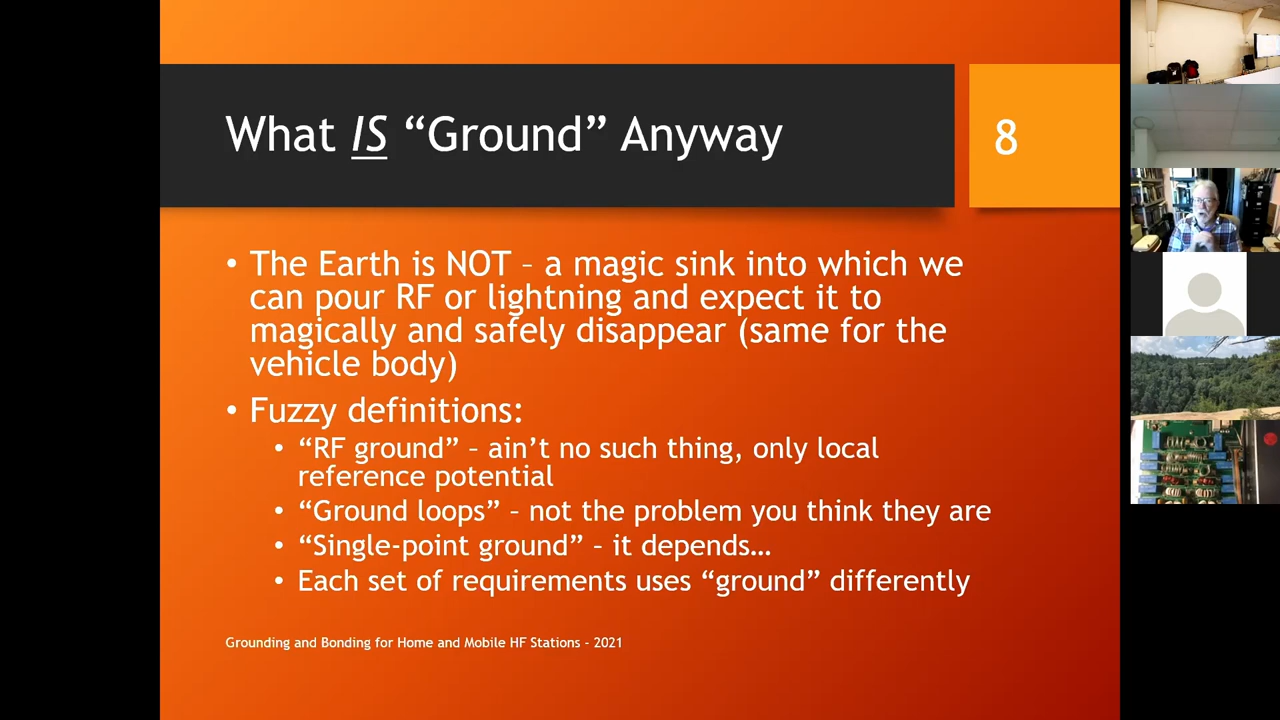 What IS “Ground” Anyway
8
• The Earth is NOT – a magic sink into which we
can pour RF or lightning and expect it to
magically and safely disappear (same for the
vehicle body)
• Fuzzy definitions:
• “RF ground” – ain’t no such thing, only local
reference potential
• “Ground loops” – not the problem you think they are
• “Single-point ground” – it depends…
• Each set of requirements uses “ground” differently
Grounding and Bonding for Home and Mobile HF Stations - 2021